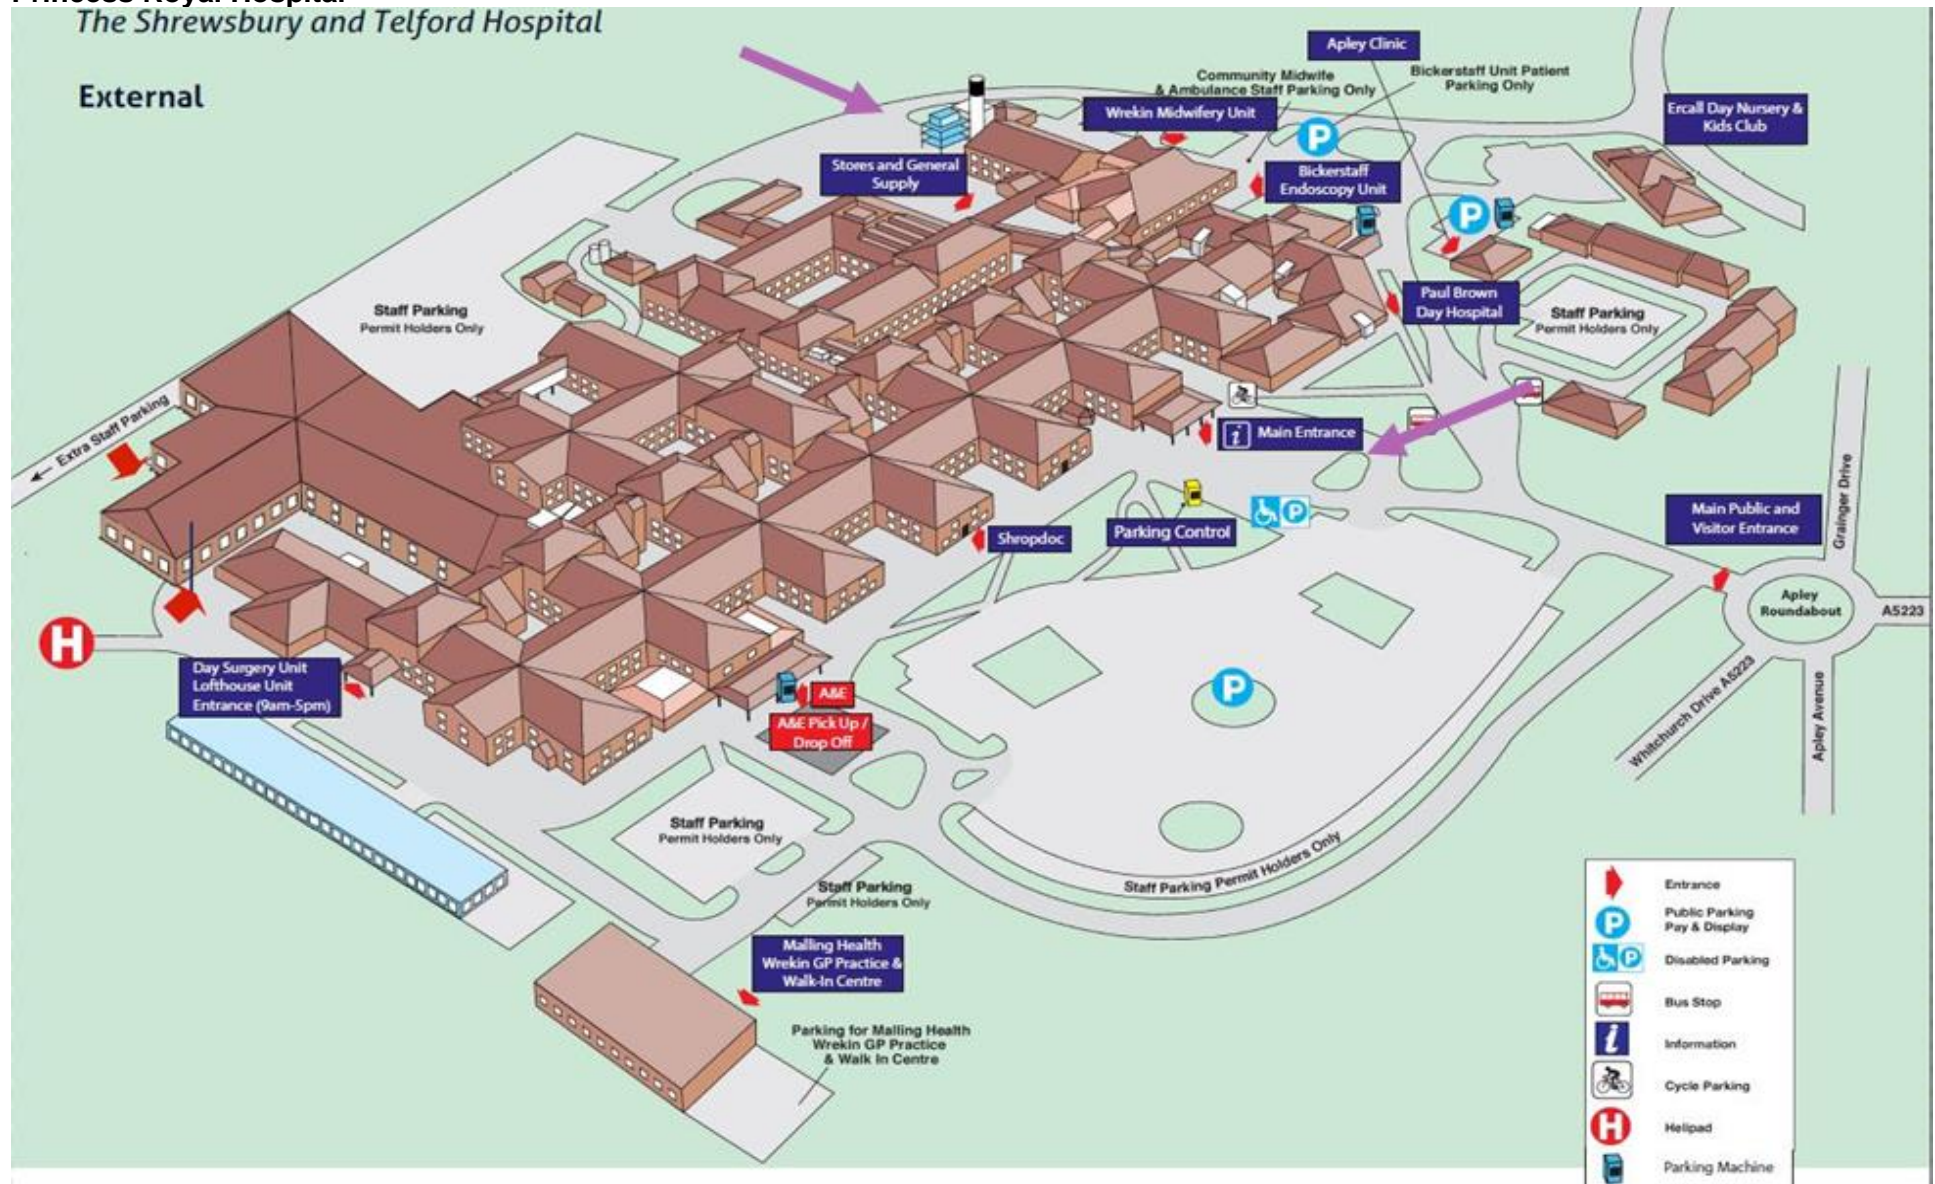 Princess Royal Hospital
The Shrewsbury and Telford Hospital
External
Apley Clinic
Community Midwife
& Ambulance Staff Parking Only
Bickerstaff Unit Patient
Parking Only
Wrekin Midwifery Unit
P
Ercall Day Nursery &
Kids Club
Stores and General
Supply
Bickerstaff
Endoscopy Unit
P
Staff Parking
Permit Holders Only
Paul Brown
Day Hospital
Staff Parking
Permit Holders Only
← Extra Staff Parking
i Main Entrance
Grainger Drive
Main Public and
Visitor Entrance
Shropdoc
Parking Control
P
Apley
Roundabout
A5223
H
Day Surgery Unit
Lofthouse Unit
Entrance (9am-5pm)
A&E
A&E Pick Up /
Drop Off
P
Whitchurch Drive A5223
Apley Avenue
Staff Parking
Permit Holders Only
Staff Parking Permit Holders Only
Staff Parking
Permit Holders Only
Malling Health
Wrekin GP Practice &
Walk-In Centre
Parking for Malling Health
Wrekin GP Practice
& Walk In Centre
Entrance
P Public Parking
Pay & Display
P Disabled Parking
Bus Stop
i Information
Cycle Parking
H Helipad
Parking Machine